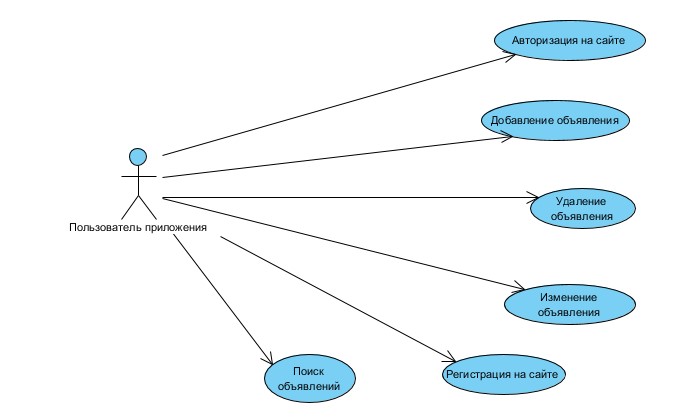 Авторизация на сайте
Добавление объявления
Удаление
объявления
Пользователь приложения
Изменение
объявления
Поиск
объявлений
Регистрация на сайте